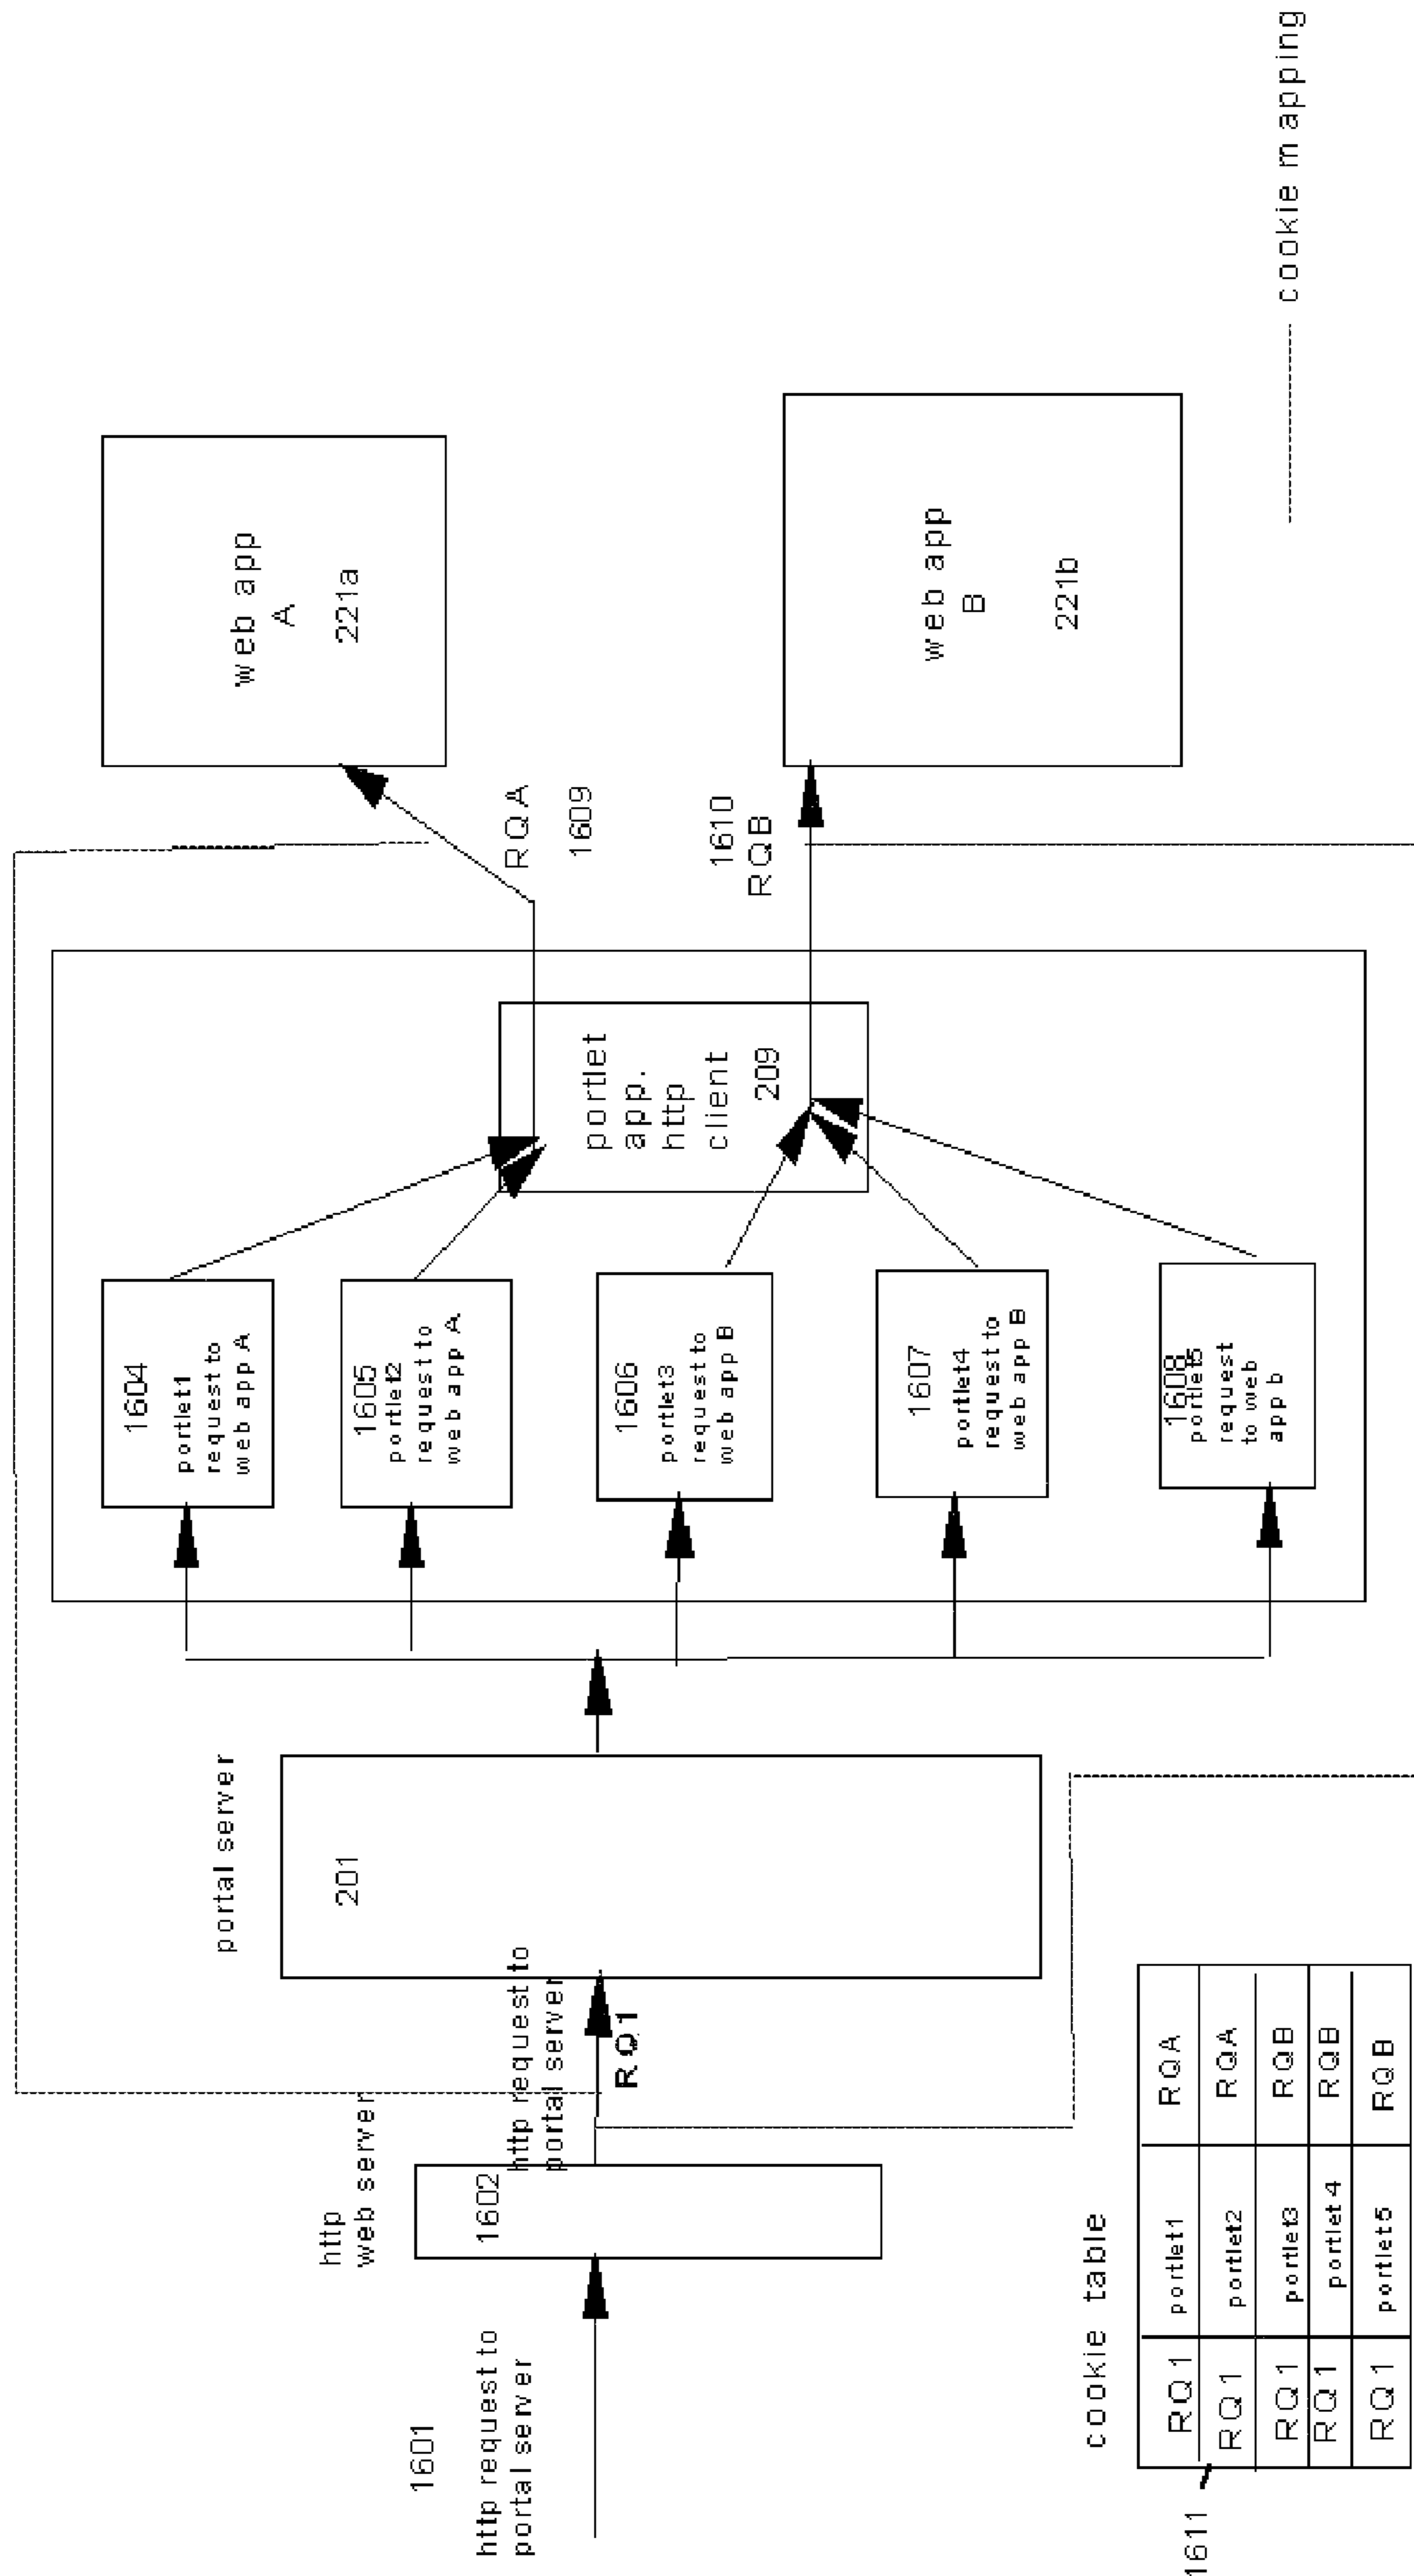 1601
http request to
portal server
http
web server
1602
http request to
portal server
RQ1
portal server
201
1604
portlet1
request to
web app A
1605
portlet2
request to
web app A
1606
portlet3
request to
web app B
1607
portlet4
request to
web app B
1608
portlet5
request
to web
app b
portlet
app.
http
client
209
RQA
1609
1610
RQB
web app
A
221a
web app
B
221b
cookie mapping
cookie table
1611
RQ1 portlet1 RQA
RQ1 portlet2 RQA
RQ1 portlet3 RQB
RQ1 portlet 4 RQB
RQ1 portlet5 RQB